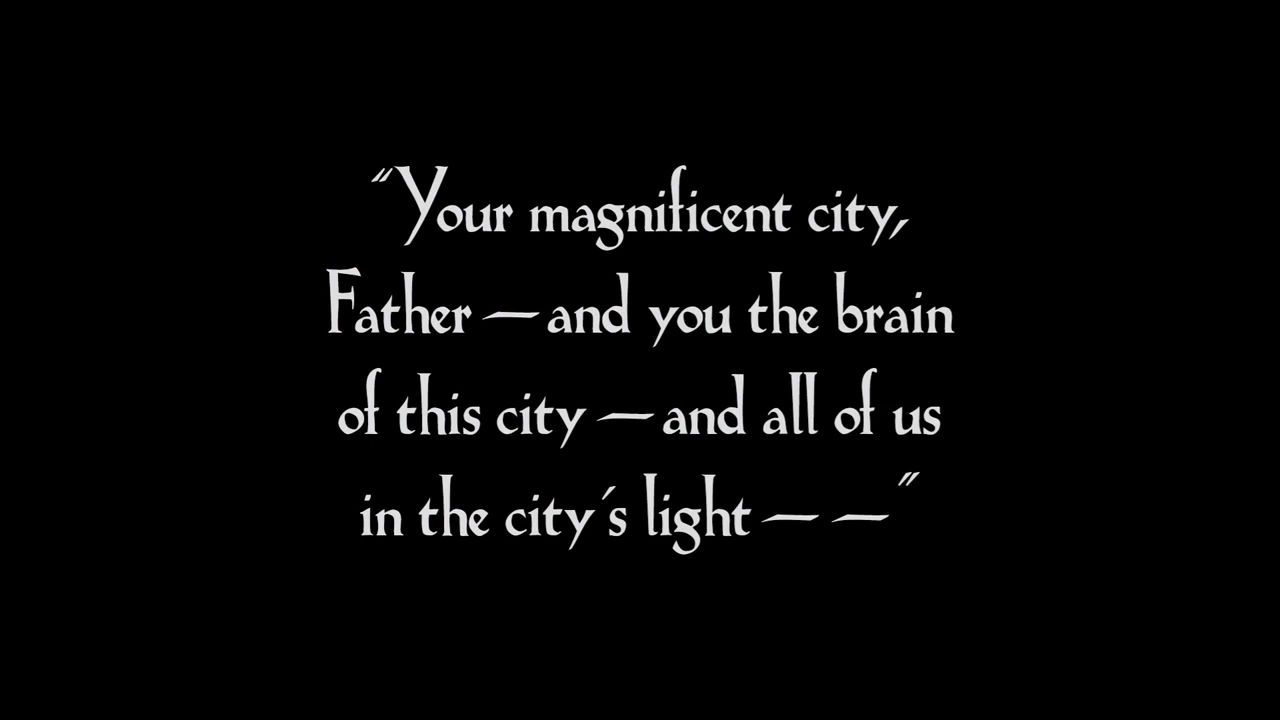 "Your magnificent city,
Father — and you the brain
of this city — and all of us
in the city's light — — "